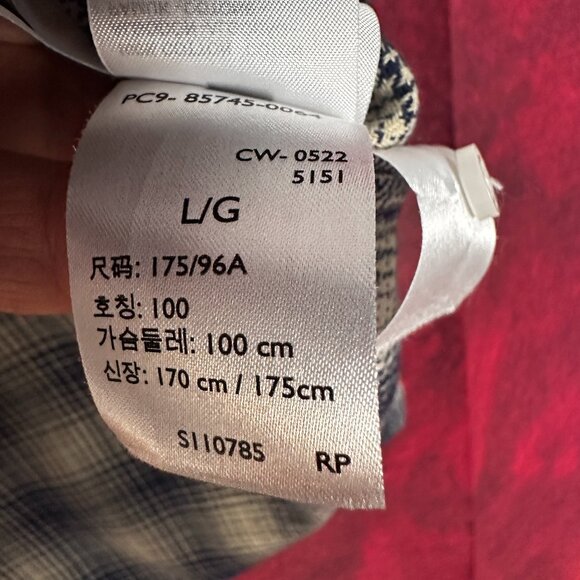 PC9- 85745-0064
CW- 0522
5151
L/G
尺码: 175/96A
호칭: 100
가슴둘레: 100 cm
신장: 170 cm / 175cm
S110785
RP